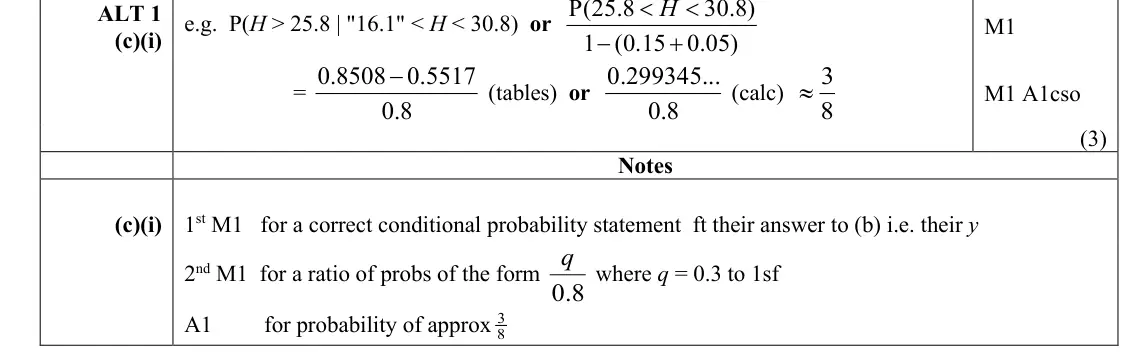 ALT 1
(c)(i)
e.g. P(H > 25.8 | "16.1" < H < 30.8) or P(25.8 < H < 30.8) / 1 − (0.15 + 0.05)
M1
= 0.8508 − 0.5517 / 0.8 (tables) or 0.299345... / 0.8 (calc) ≈ 3/8
M1 A1cso
(3)
Notes
(c)(i)
1st M1 for a correct conditional probability statement ft their answer to (b) i.e. their y
2nd M1 for a ratio of probs of the form q / 0.8 where q = 0.3 to 1sf
A1 for probability of approx 3/8